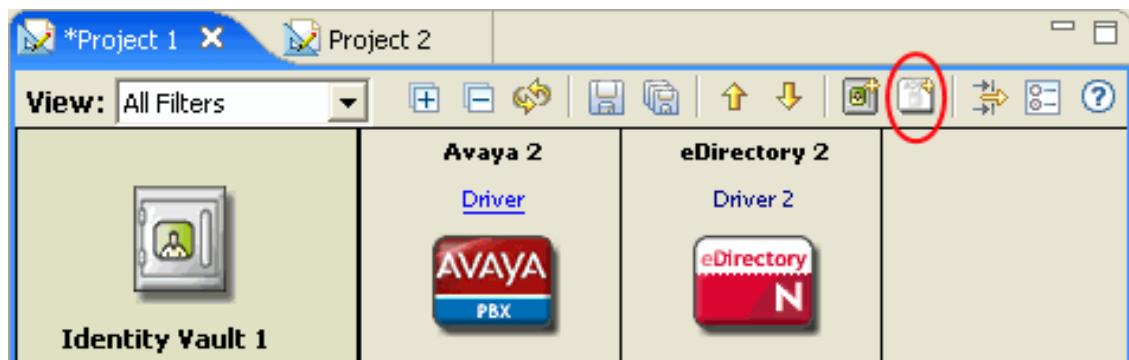 *Project 1 Project 2
View: All Filters
Avaya 2 eDirectory 2
Driver Driver 2
AVAYA eDirectory
PBX N
Identity Vault 1